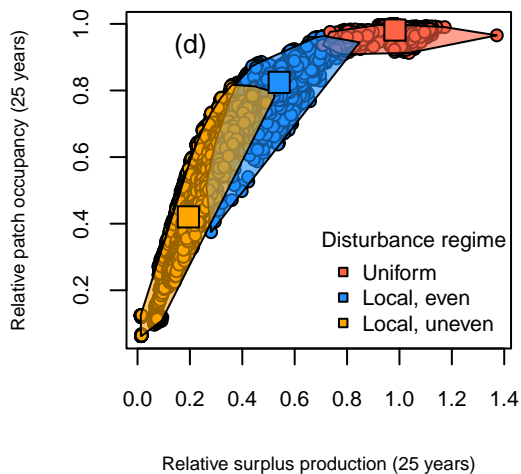 (d)
Relative patch occupancy (25 years)
1.0
0.8
0.6
0.4
0.2
Disturbance regime
Uniform
Local, even
Local, uneven
0.0 0.2 0.4 0.6 0.8 1.0 1.2 1.4
Relative surplus production (25 years)